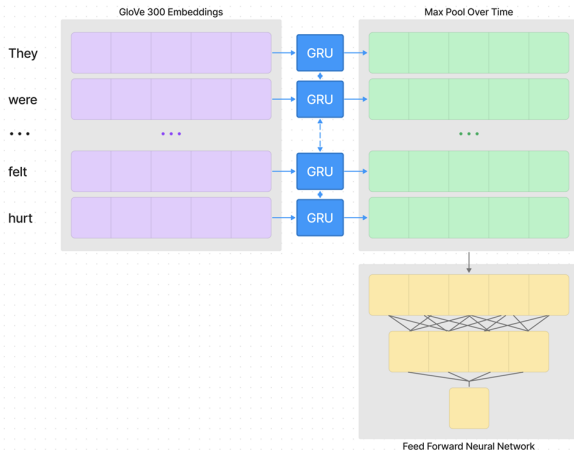 GloVe 300 Embeddings
Max Pool Over Time
They
GRU
were
GRU
...
...
...
felt
GRU
hurt
GRU
Feed Forward Neural Network